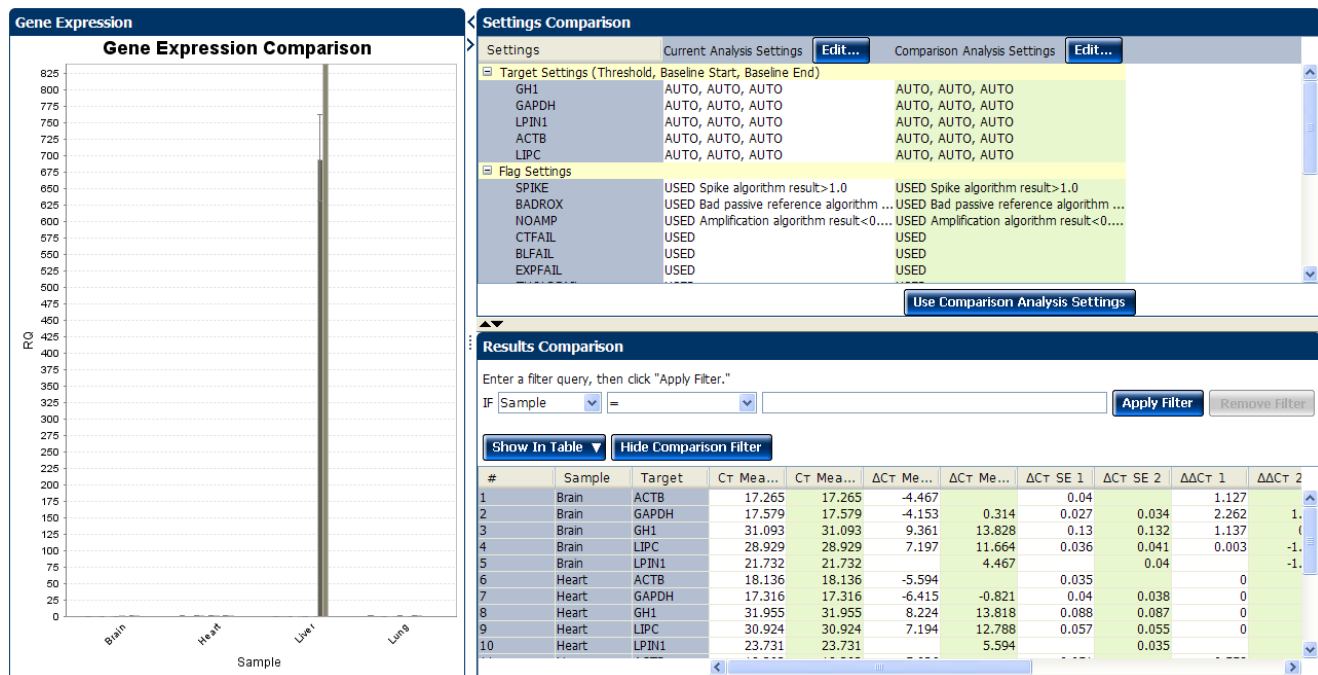 Gene Expression
Gene Expression Comparison
825
800
775
750
725
700
675
650
625
600
575
550
525
500
475
450
425
400
375
350
325
300
275
250
225
200
175
150
125
100
75
50
25
0
RQ
Brain Heart Liver Lung
Sample
Settings Comparison
Settings Current Analysis Settings Edit... Comparison Analysis Settings Edit...
Target Settings (Threshold, Baseline Start, Baseline End)
GH1 AUTO, AUTO, AUTO AUTO, AUTO, AUTO
GAPDH AUTO, AUTO, AUTO AUTO, AUTO, AUTO
LPIN1 AUTO, AUTO, AUTO AUTO, AUTO, AUTO
ACTB AUTO, AUTO, AUTO AUTO, AUTO, AUTO
LIPC AUTO, AUTO, AUTO AUTO, AUTO, AUTO
Flag Settings
SPIKE USED Spike algorithm result>1.0 USED Spike algorithm result>1.0
BADROX USED Bad passive reference algorithm ... USED Bad passive reference algorithm ...
NOAMP USED Amplification algorithm result<0.... USED Amplification algorithm result<0....
CTFAIL USED USED
BLFAIL USED USED
EXPFAIL USED USED
Use Comparison Analysis Settings
Results Comparison
Enter a filter query, then click "Apply Filter."
IF Sample = Apply Filter Remove Filter
Show In Table ▼ Hide Comparison Filter
# Sample Target Cт Mea... Cт Mea... ΔCт Me... ΔCт Me... ΔCт SE 1 ΔCт SE 2 ΔΔCт 1 ΔΔCт 2
1 Brain ACTB 17.265 17.265 -4.467 0.04 1.127
2 Brain GAPDH 17.579 17.579 -4.153 0.314 0.027 0.034 2.262 1.
3 Brain GH1 31.093 31.093 9.361 13.828 0.13 0.132 1.137
4 Brain LIPC 28.929 28.929 7.197 11.664 0.036 0.041 0.003 -1.
5 Brain LPIN1 21.732 21.732 4.467 0.04 -1.
6 Heart ACTB 18.136 18.136 -5.594 0.035 0
7 Heart GAPDH 17.316 17.316 -6.415 -0.821 0.04 0.038 0
8 Heart GH1 31.955 31.955 8.224 13.818 0.088 0.087 0
9 Heart LIPC 30.924 30.924 7.194 12.788 0.057 0.055 0
10 Heart LPIN1 23.731 23.731 5.594 0.035